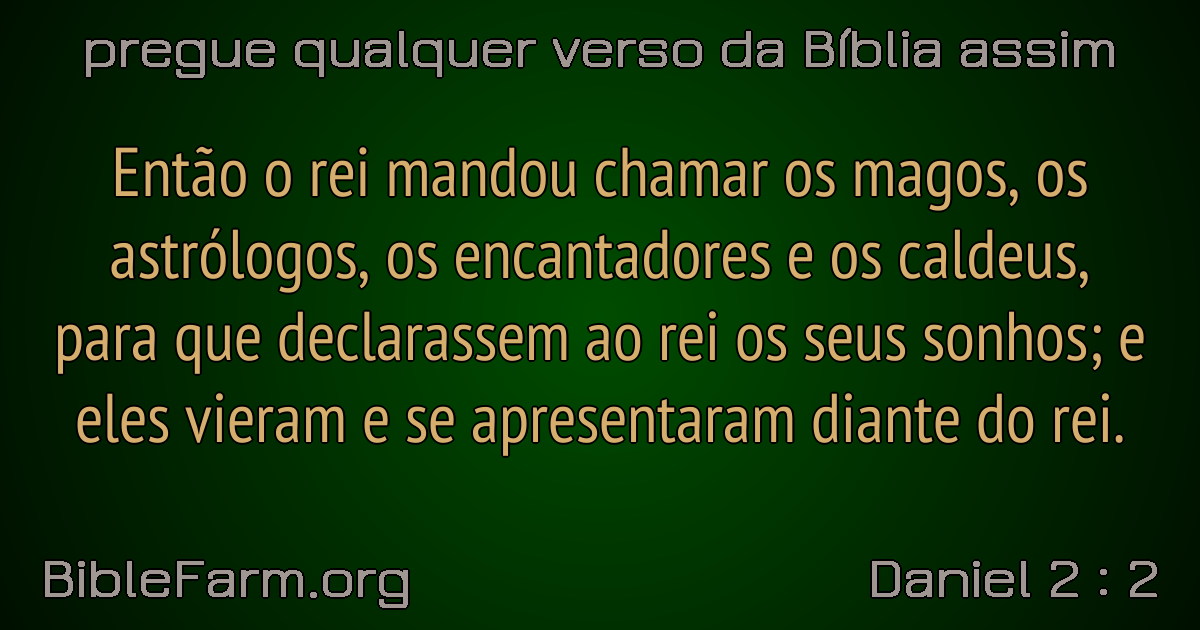 pregue qualquer verso da Bíblia assim
Então o rei mandou chamar os magos, os
astrólogos, os encantadores e os caldeus,
para que declarassem ao rei os seus sonhos; e
eles vieram e se apresentaram diante do rei.
BibleFarm.org
Daniel 2 : 2